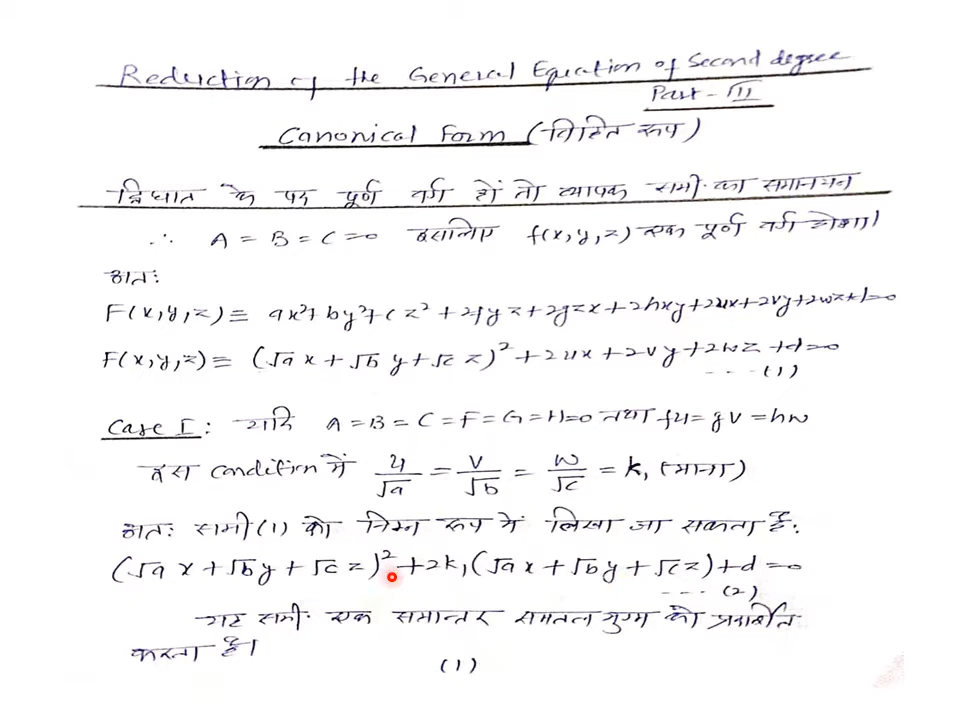 Reduction of the General Equation of Second degree
Part-III
Canonical Form (विहित रूप)
द्विघात के पद पूर्ण वर्ग हों तो व्यापक समी. का समानयन
∴ A = B = C = 0 इसलिए f(x,y,z) एक पूर्ण वर्ग होगा।
अतः
F(x,y,z) ≡ ax²+by²+cz²+2fyz+2gzx+2hxy+2ux+2vy+2wz+d=0
F(x,y,z) ≡ (√a x+√b y+√c z)²+2ux+2vy+2wz+d=0
---- (1)
Case I: यदि A=B=C=F=G=H=0 तथा fu=gv=hw
इस condition में u/√a = v/√b = w/√c = k₁ (माना)
अतः समी (1) को निम्न रूप में लिखा जा सकता है:
(√a x+√b y+√c z)²+2k₁(√a x+√b y+√c z)+d=0
---- (2)
यह समी. एक समान्तर समतल युग्म को प्रदर्शित
करता है।
(1)